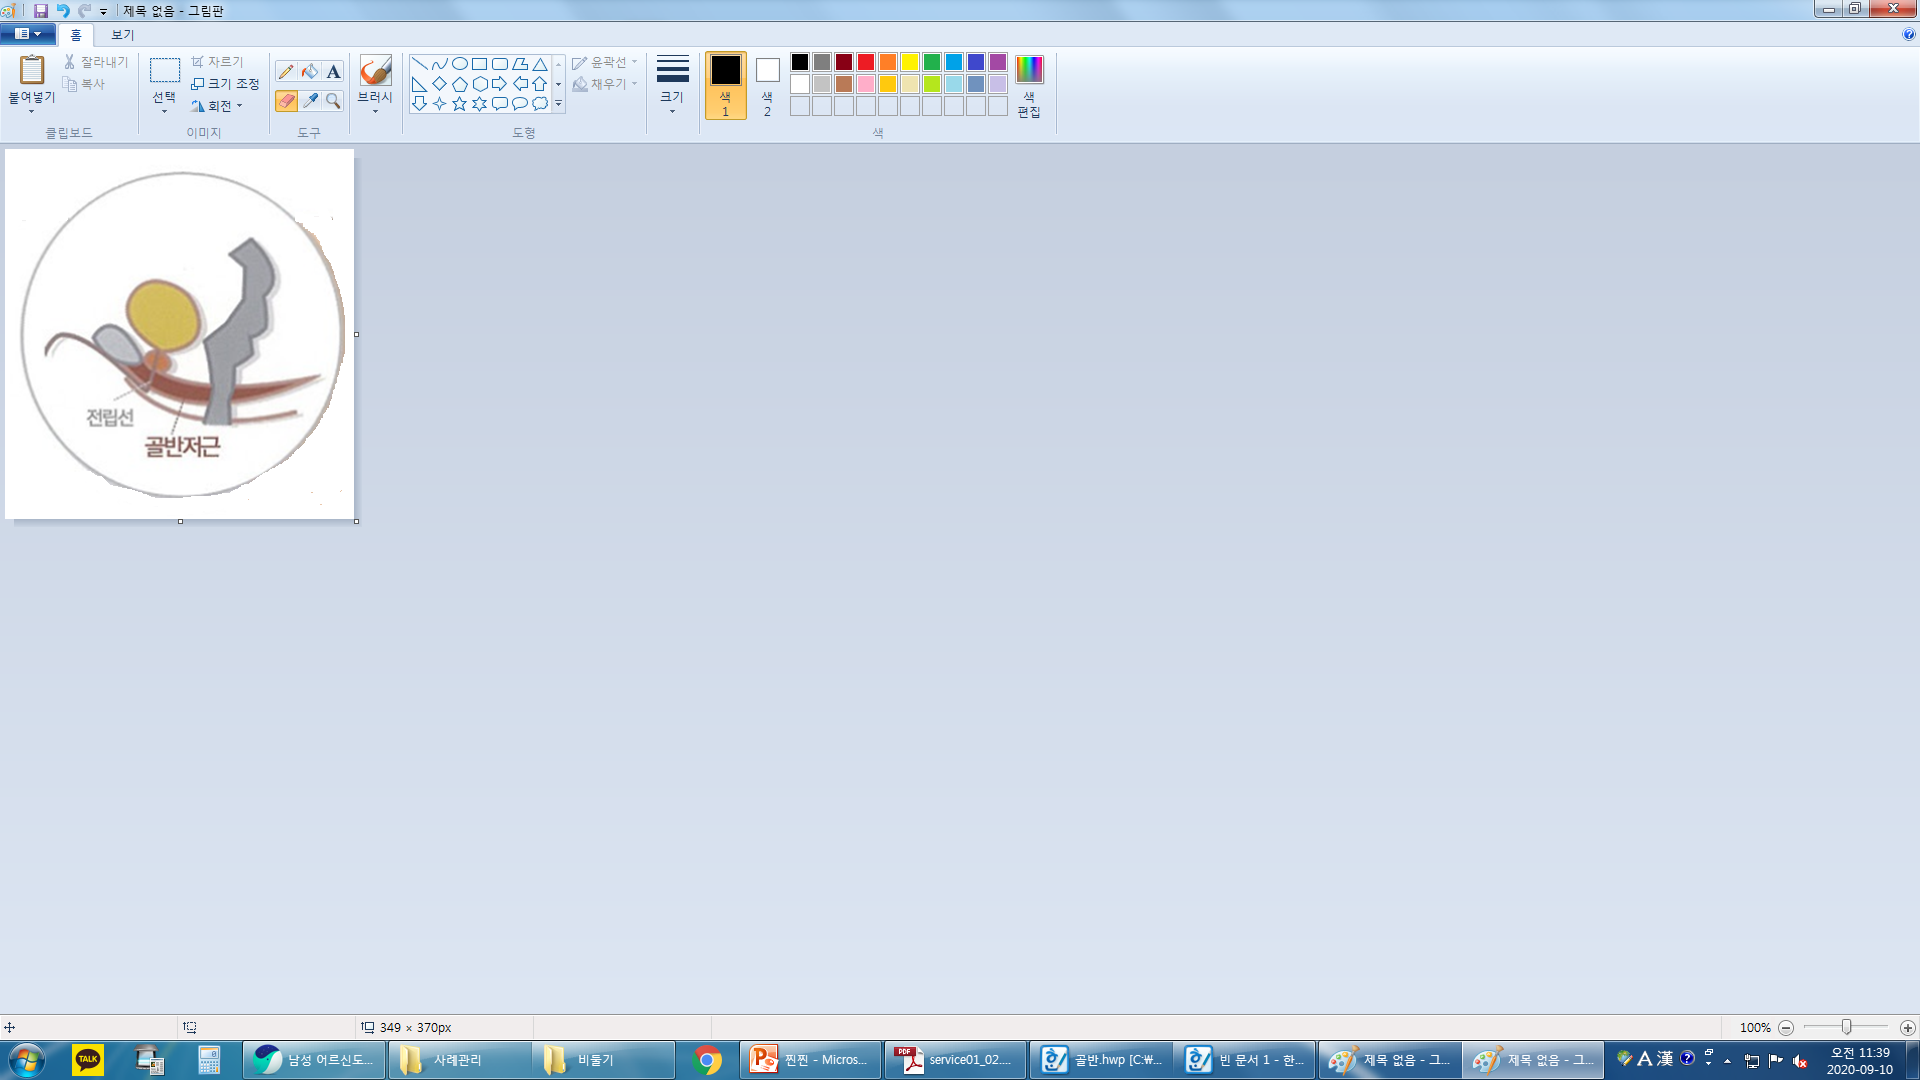 제목 없음 - 그림판
홈
보기
붙여넣기
잘라내기
복사
클립보드
선택
자르기
크기 조정
회전
이미지
A
도구
브러시
윤곽선
채우기
도형
크기
색
1
색
2
색
편집
색
전립선
골반저근
349 × 370px
100%
TALK
남성 어르신도...
사례관리
비둘기
찐찐 - Micros...
PDF
service01_02....
골반.hwp [C:₩...
빈 문서 1 - 한...
제목 없음 - 그...
제목 없음 - 그...
A 漢
오전 11:39
2020-09-10